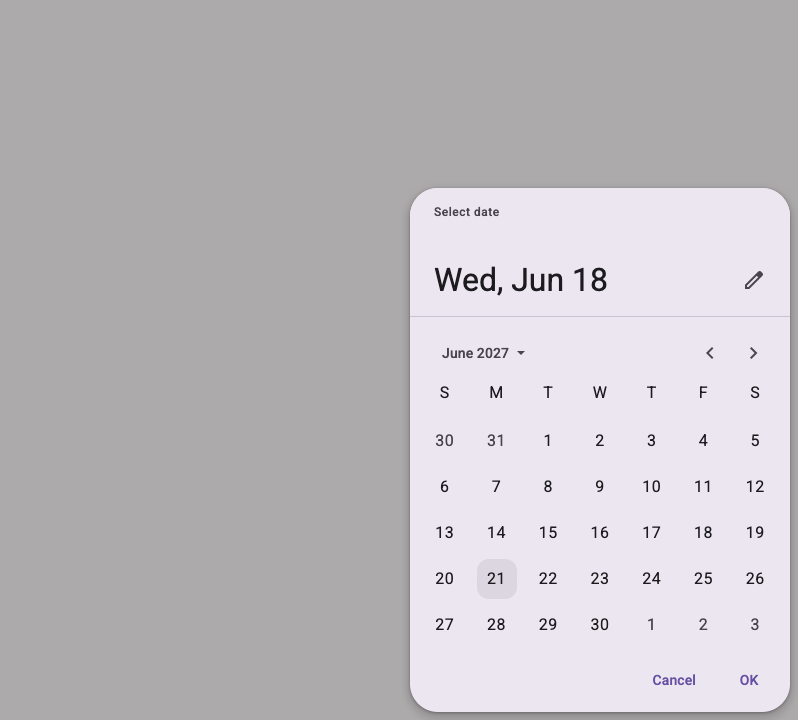 Select date
Wed, Jun 18
June 2027
S M T W T F S
30 31 1 2 3 4 5
6 7 8 9 10 11 12
13 14 15 16 17 18 19
20 21 22 23 24 25 26
27 28 29 30 1 2 3
Cancel OK